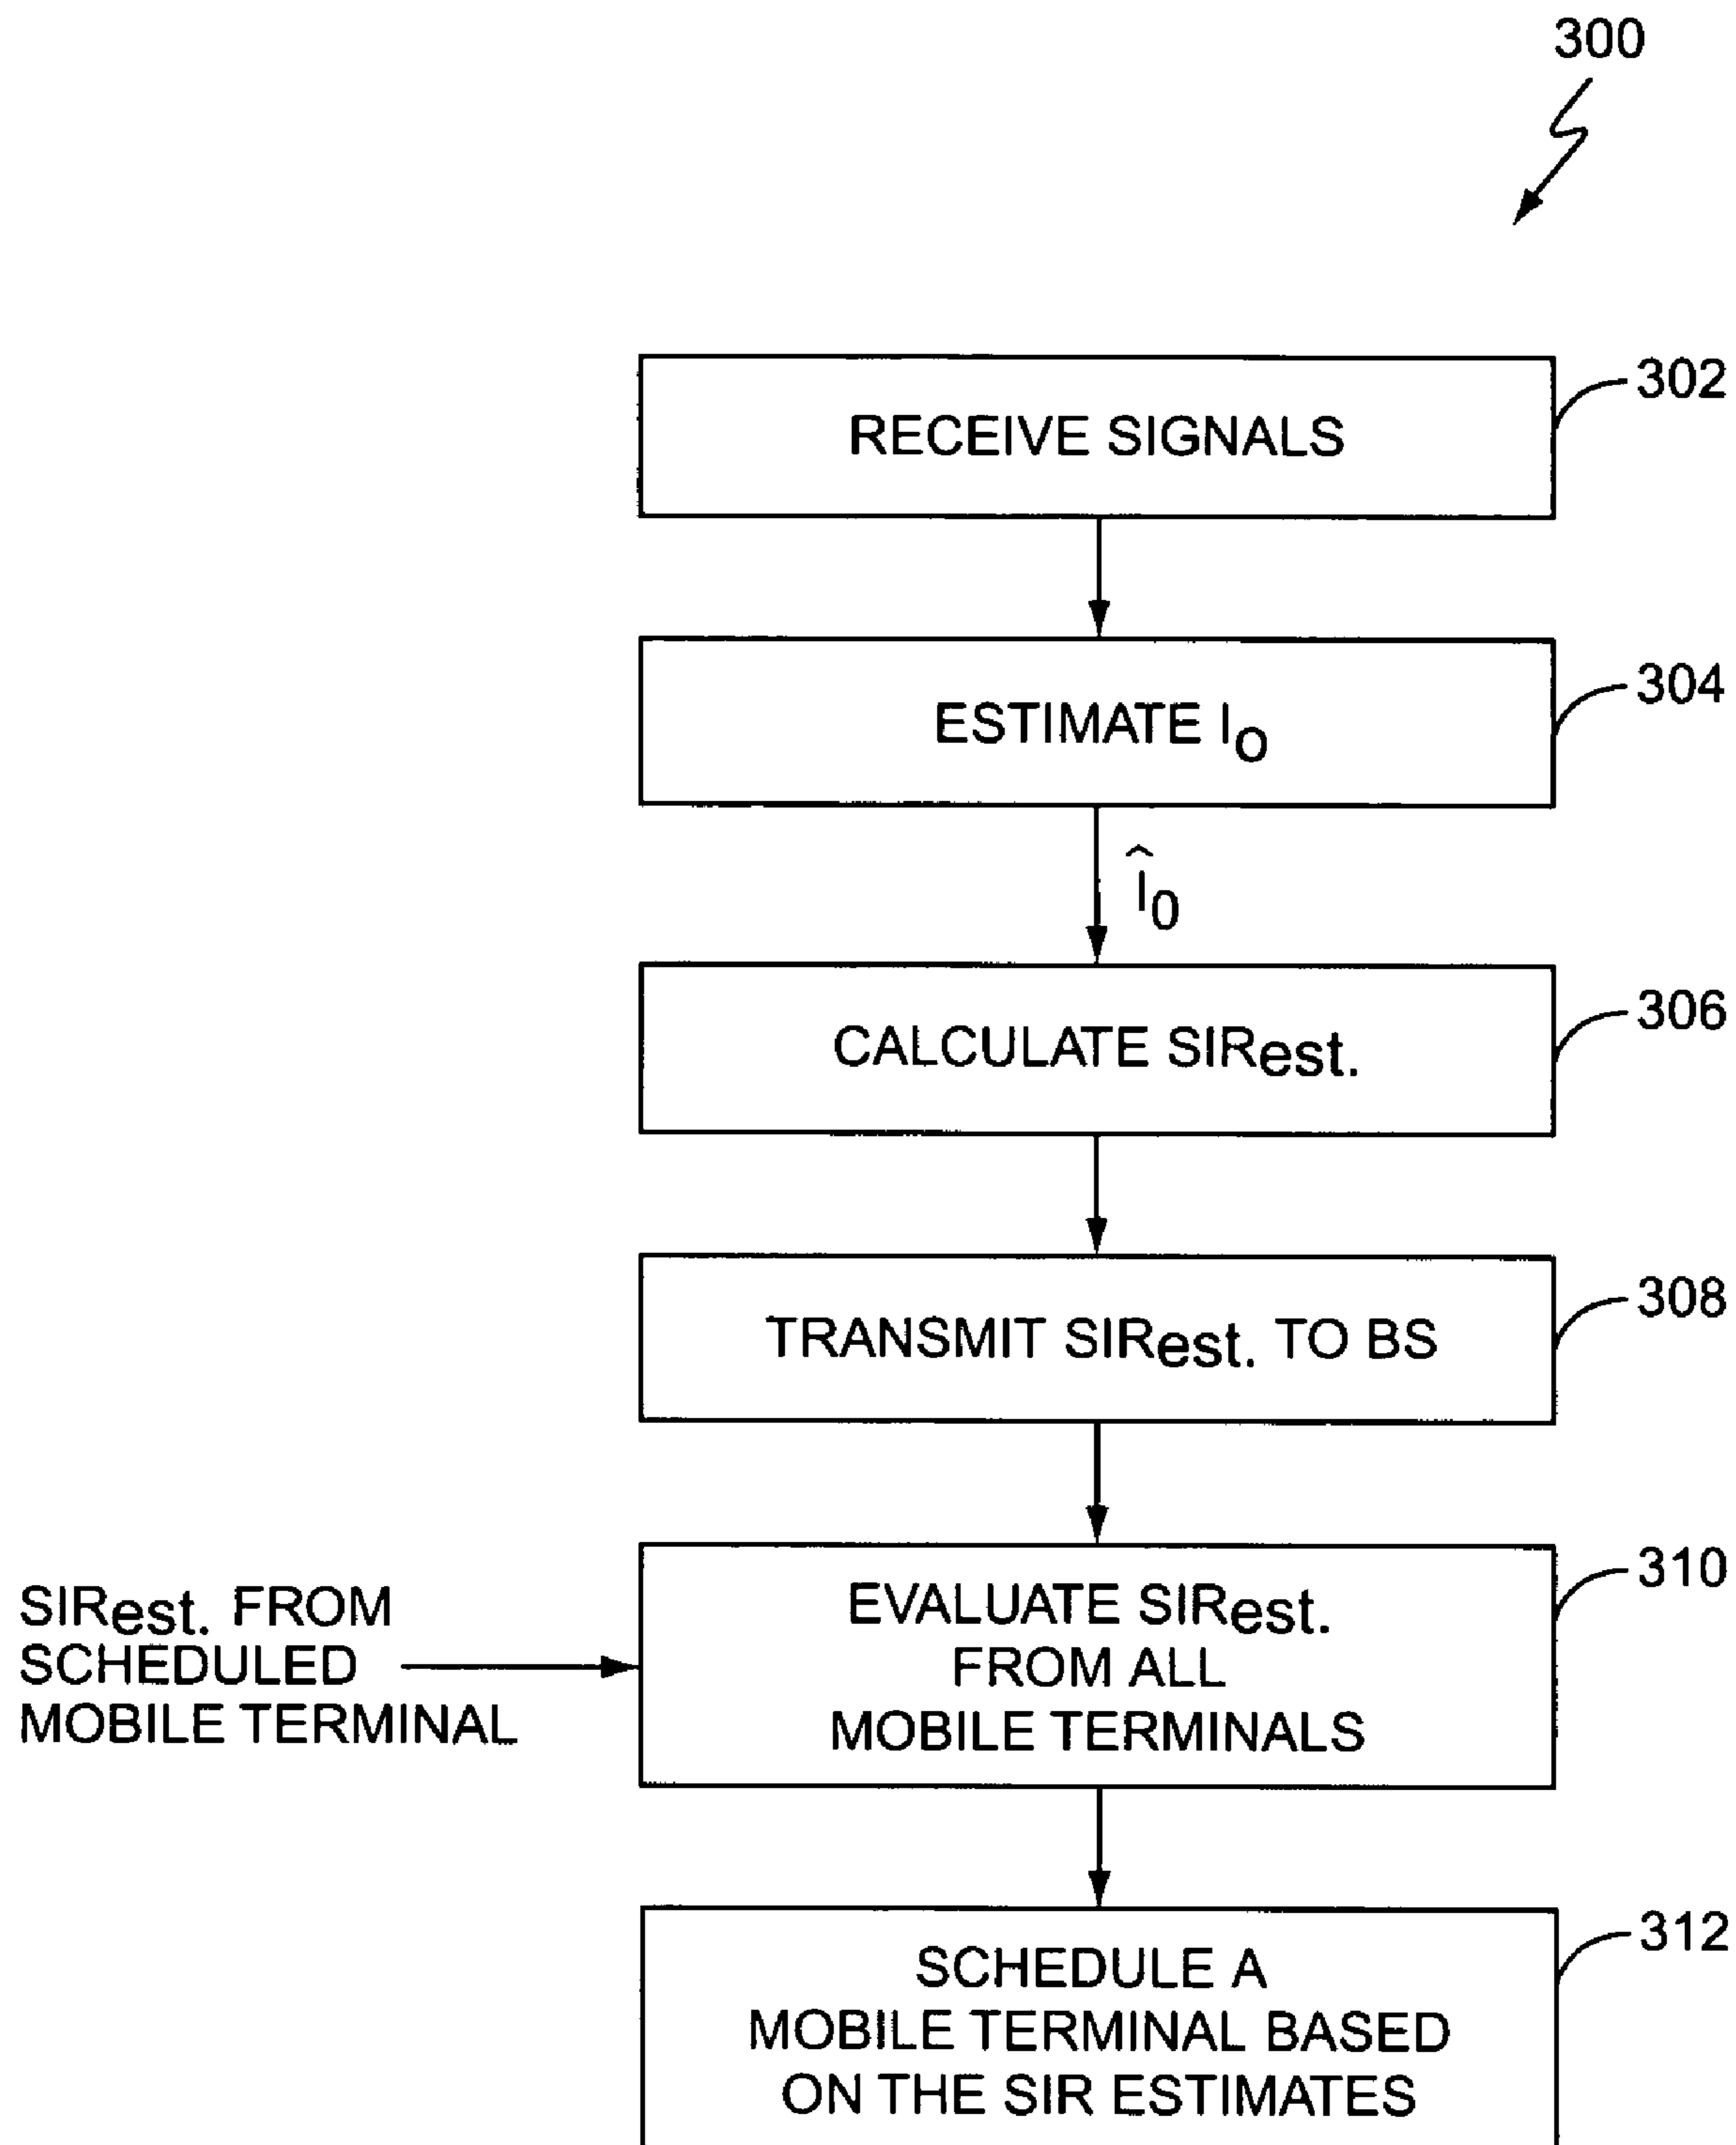 300
RECEIVE SIGNALS
302
ESTIMATE Io
304
Î0
CALCULATE SIRest.
306
TRANSMIT SIRest. TO BS
308
SIRest. FROM
SCHEDULED
MOBILE TERMINAL
EVALUATE SIRest.
FROM ALL
MOBILE TERMINALS
310
SCHEDULE A
MOBILE TERMINAL BASED
ON THE SIR ESTIMATES
312